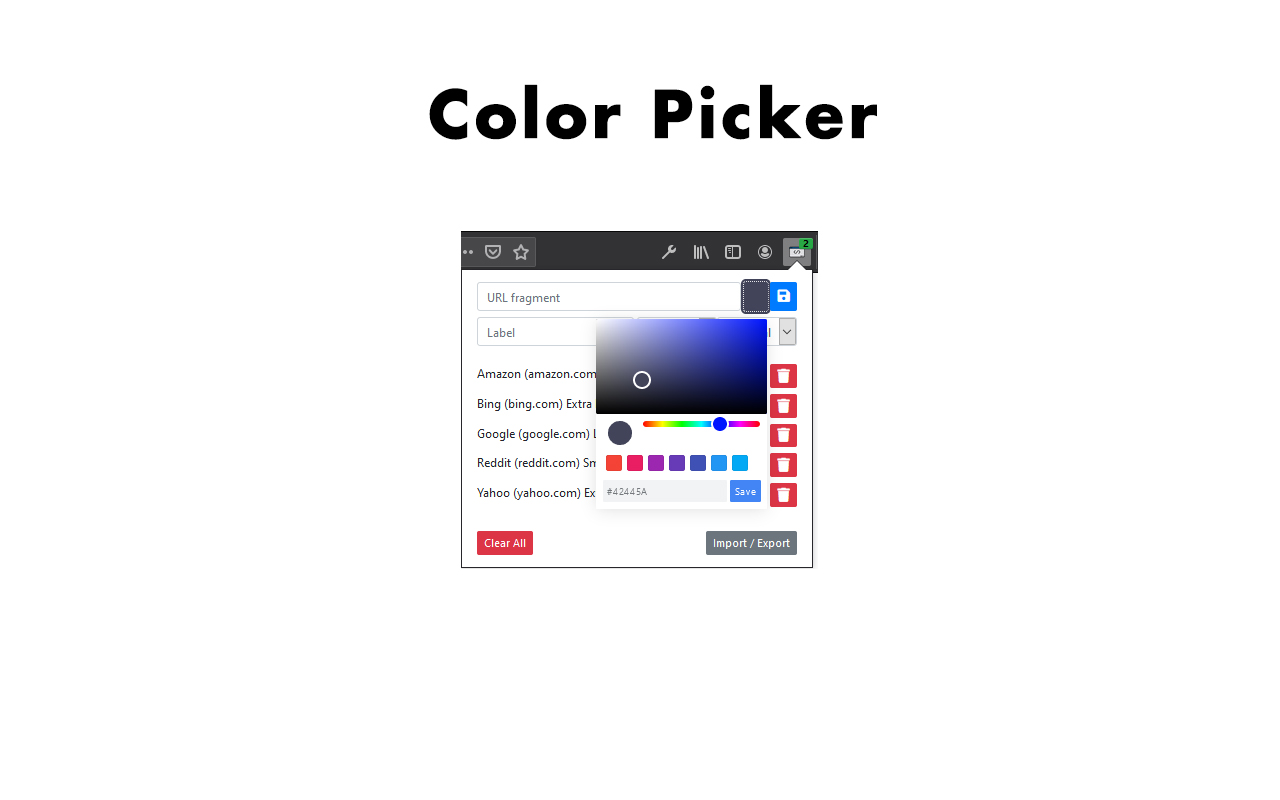 Color Picker
2
URL fragment
Label
Amazon (amazon.com
Bing (bing.com) Extra
Google (google.com)
Reddit (reddit.com) Sm
Yahoo (yahoo.com) Ex
#42445A Save
Clear All Import / Export